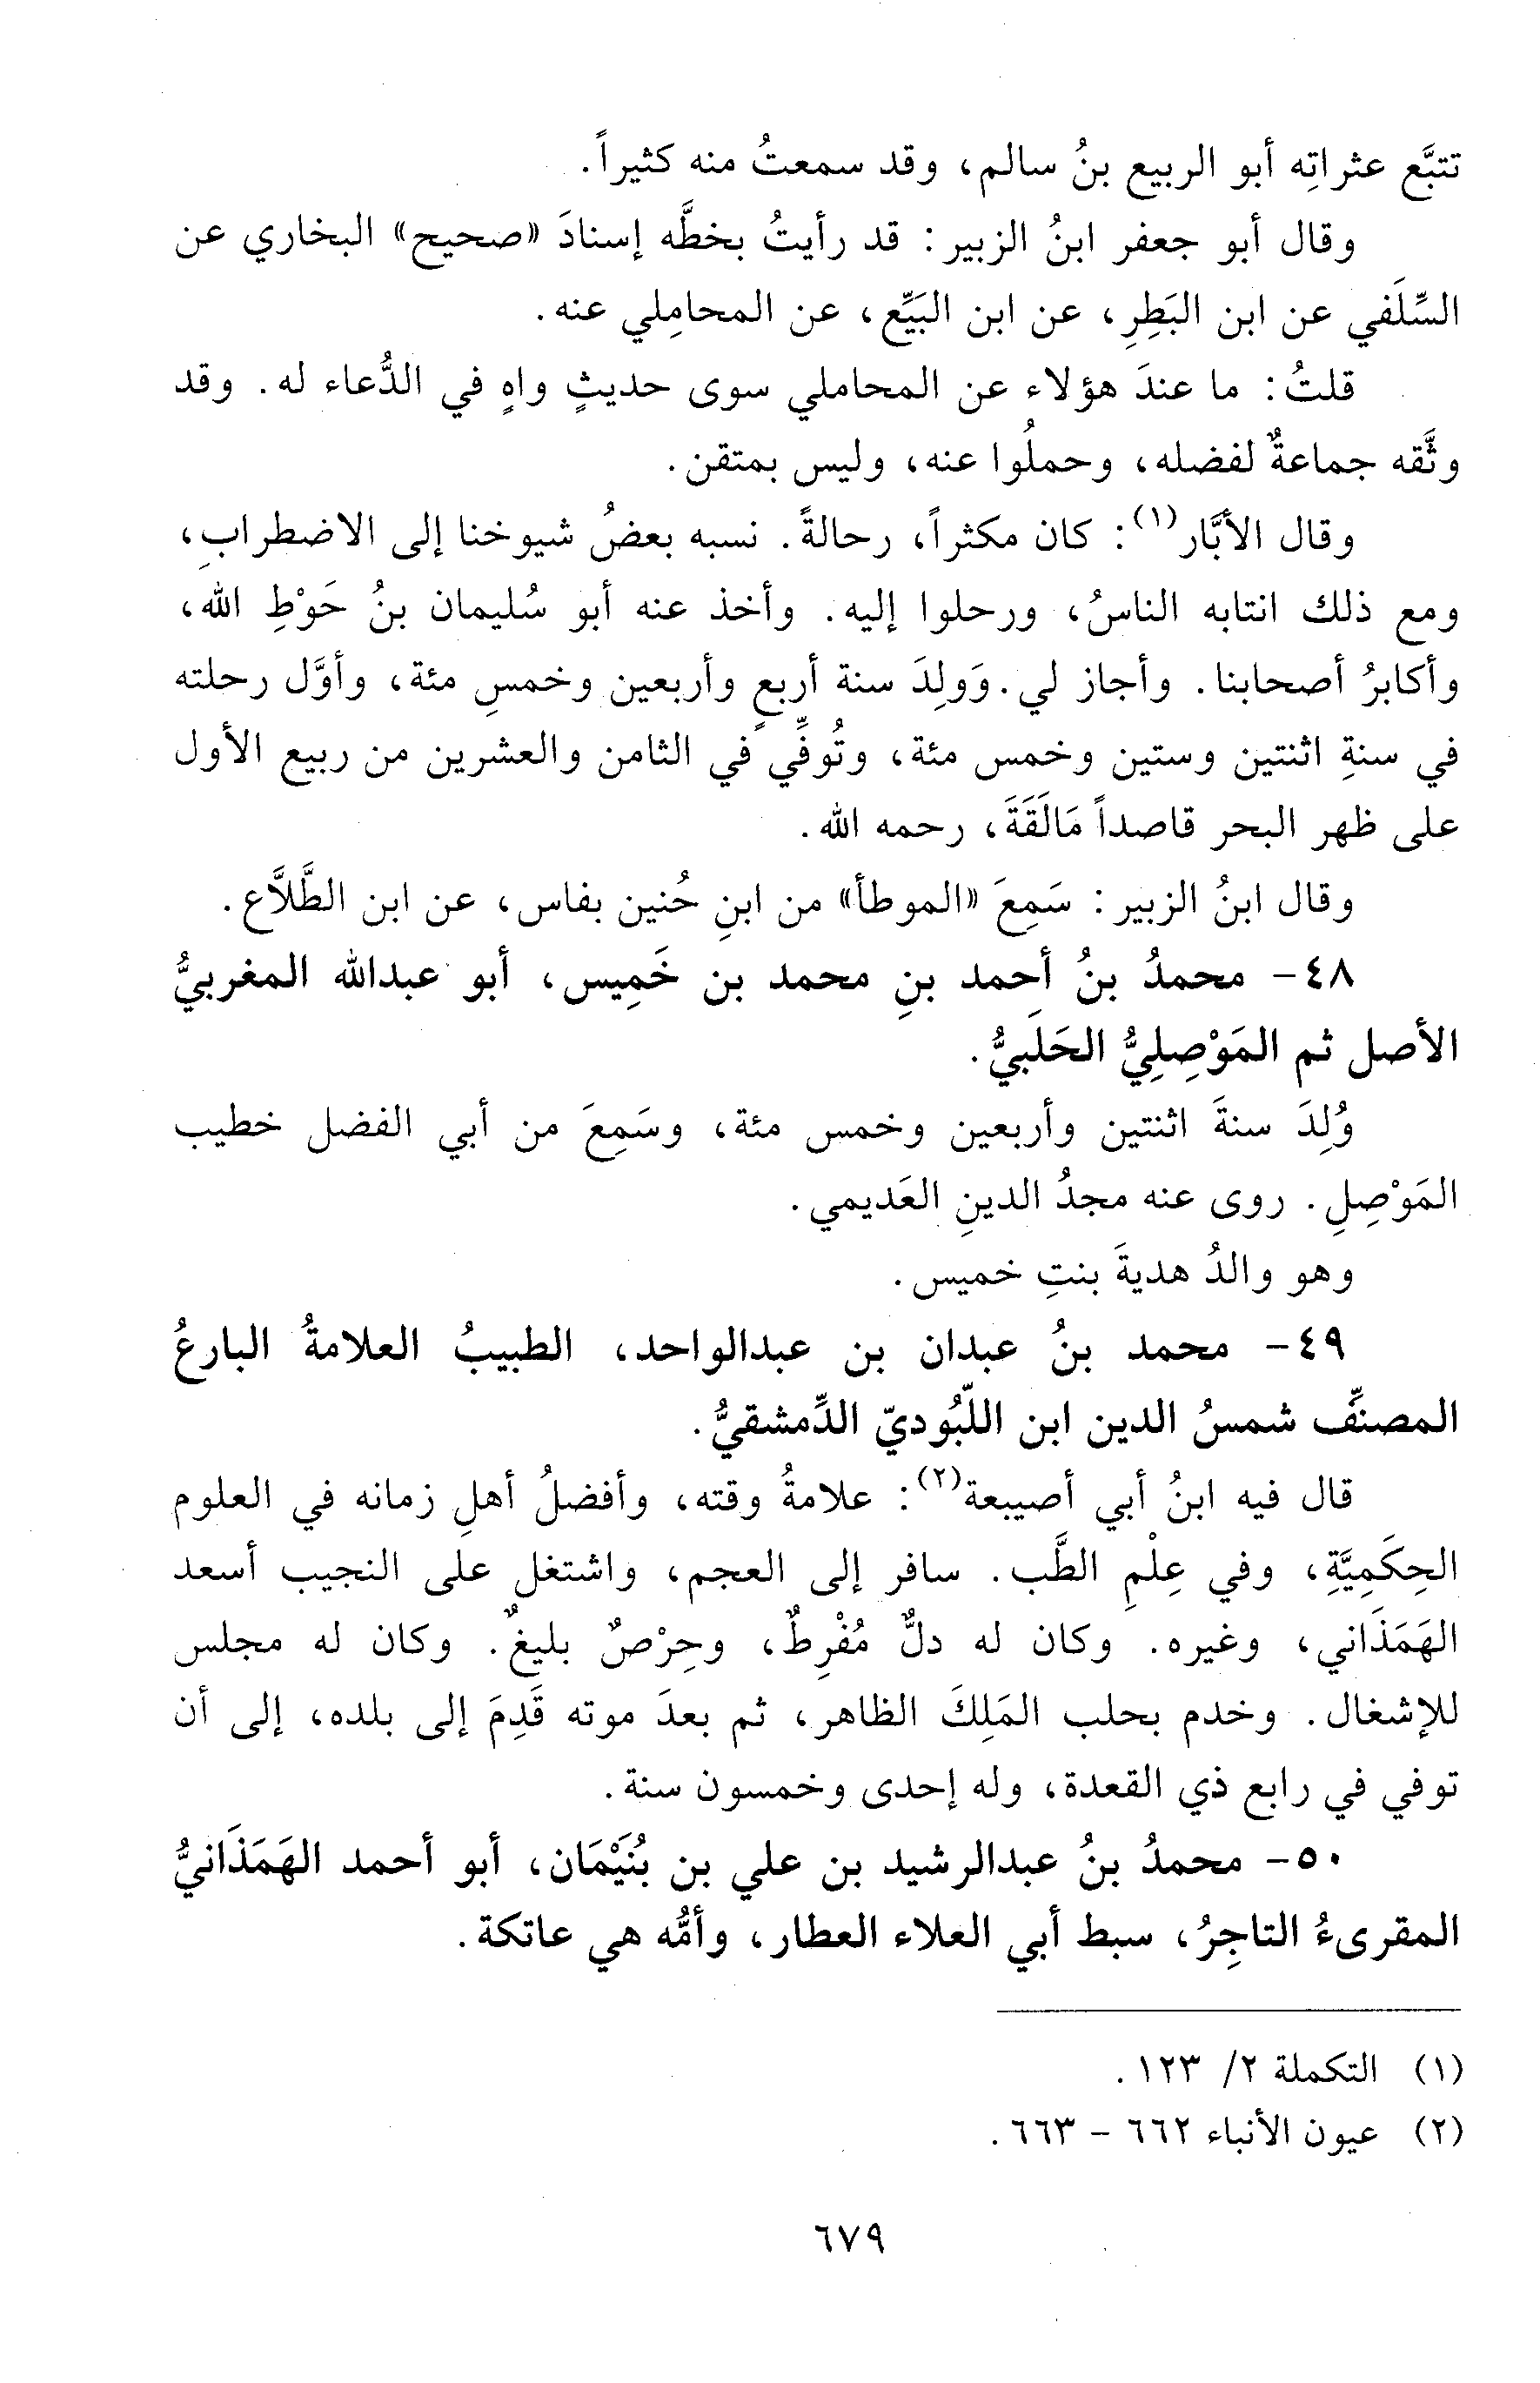 تتبَّع عثراتِه أبو الربيع بنُ سالم، وقد سمعتُ منه كثيراً.
وقال أبو جعفر ابنُ الزبير: قد رأيتُ بخطَّه إسنادَ «صحيح» البخاري عن
السِّلَفي عن ابن البَطِرِ، عن ابن البَيِّع، عن المحامِلي عنه.
قلتُ: ما عندَ هؤلاء عن المحاملي سوى حديثٍ واهٍ في الدُّعاء له. وقد
وثَّقه جماعةٌ لفضله، وحملُوا عنه، وليس بمتقن.
وقال الأبَّار(١): كان مكثراً، رحالةً. نسبه بعضُ شيوخنا إلى الاضطرابِ،
ومع ذلك انتابه الناسُ، ورحلوا إليه. وأخذ عنه أبو سُليمان بنُ حَوْطِ الله،
وأكابرُ أصحابنا. وأجاز لي. وَولِدَ سنة أربعٍ وأربعين وخمسِ مئة، وأوَّل رحلته
في سنةِ اثنتين وستين وخمس مئة، وتُوفِّي في الثامن والعشرين من ربيع الأول
على ظهر البحر قاصداً مَالَقَةَ، رحمه الله.
وقال ابنُ الزبير: سَمِعَ «الموطأ» من ابنِ حُنين بفاس، عن ابن الطَّلاَّع.
٤٨- محمدُ بنُ أحمد بنِ محمد بن خَمِيس، أبو عبدالله المغربيُّ
الأصل ثم المَوْصِلِيُّ الحَلَبيُّ.
وُلِدَ سنةَ اثنتين وأربعين وخمس مئة، وسَمِعَ من أبي الفضل خطيب
المَوْصِلِ. روى عنه مجدُ الدينِ العَديمي.
وهو والدُ هديةَ بنتِ خميس.
٤٩- محمد بنُ عبدان بن عبدالواحد، الطبيبُ العلامةُ البارعُ
المصنِّف شمسُ الدين ابن اللّبُوديّ الدِّمشقيُّ.
قال فيه ابنُ أبي أصيبعة(٢): علامةُ وقته، وأفضلُ أهلِ زمانه في العلوم
الحِكَمِيَّةِ، وفي عِلْمِ الطَّب. سافر إلى العجم، واشتغل على النجيب أسعد
الهَمَذَاني، وغيره. وكان له دلٌّ مُفْرِطٌ، وحِرْصٌ بليغٌ. وكان له مجلس
للإشغال. وخدم بحلب المَلِكَ الظاهر، ثم بعدَ موته قَدِمَ إلى بلده، إلى أن
توفي في رابع ذي القعدة، وله إحدى وخمسون سنة.
٥٠- محمدُ بنُ عبدالرشيد بن علي بن بُنَيْمَان، أبو أحمد الهَمَذَانيُّ
المقرىءُ التاجِرُ، سبط أبي العلاء العطار، وأمُّه هي عاتكة.
(١) التكملة ٢/ ١٢٣.
(٢) عيون الأنباء ٦٦٢ - ٦٦٣.
٦٧٩